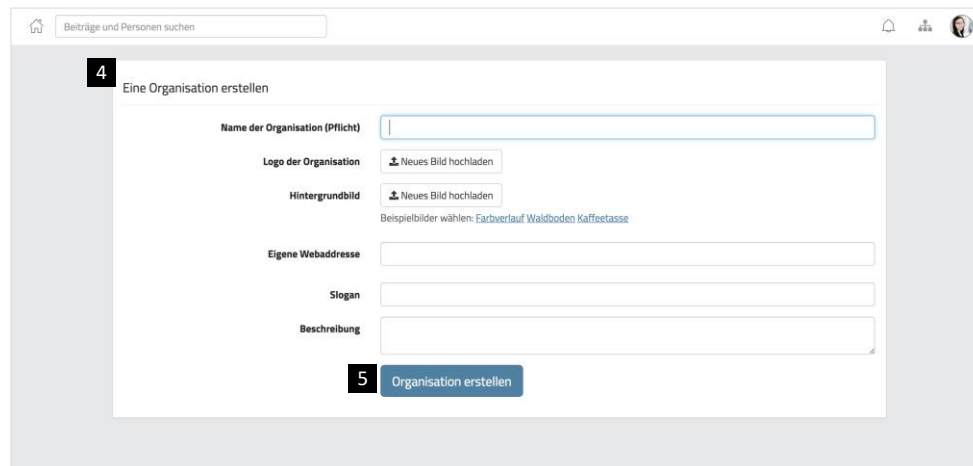 Beiträge und Personen suchen
4
Eine Organisation erstellen
Name der Organisation (Pflicht)
Logo der Organisation Neues Bild hochladen
Hintergrundbild Neues Bild hochladen
Beispielbilder wählen: Farbverlauf Waldboden Kaffeetasse
Eigene Webaddresse
Slogan
Beschreibung
5 Organisation erstellen